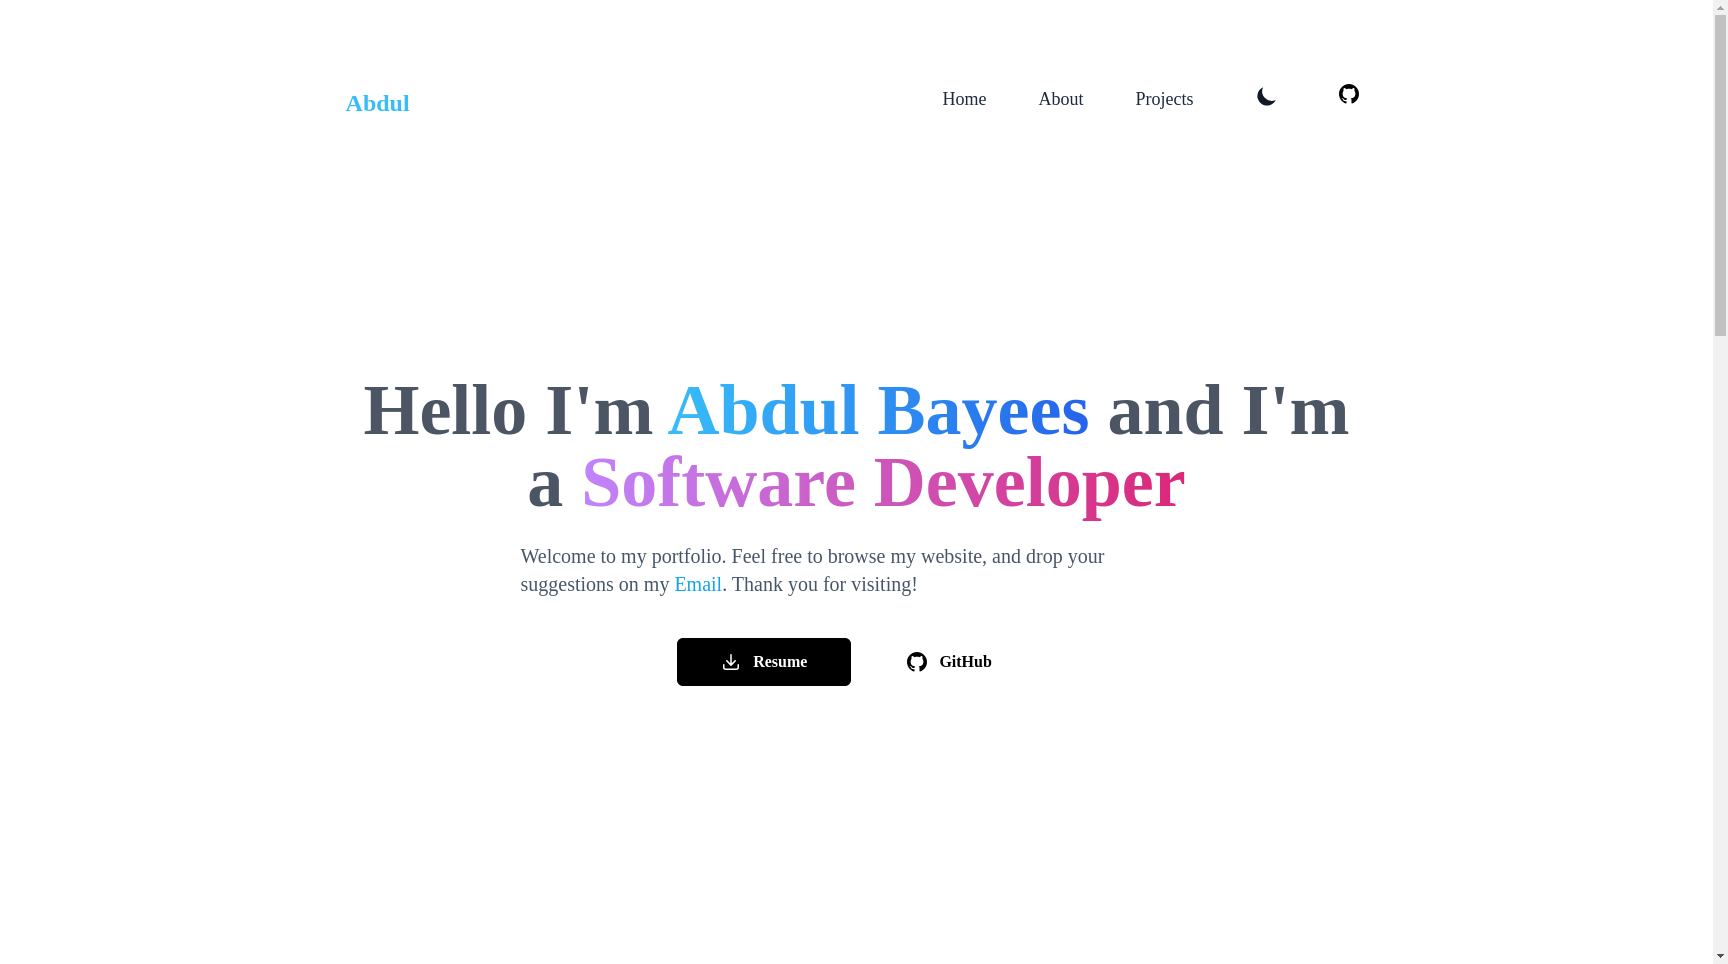 Abdul
Home About Projects
Hello I'm Abdul Bayees and I'm
a Software Developer
Welcome to my portfolio. Feel free to browse my website, and drop your
suggestions on my Email. Thank you for visiting!
Resume
GitHub